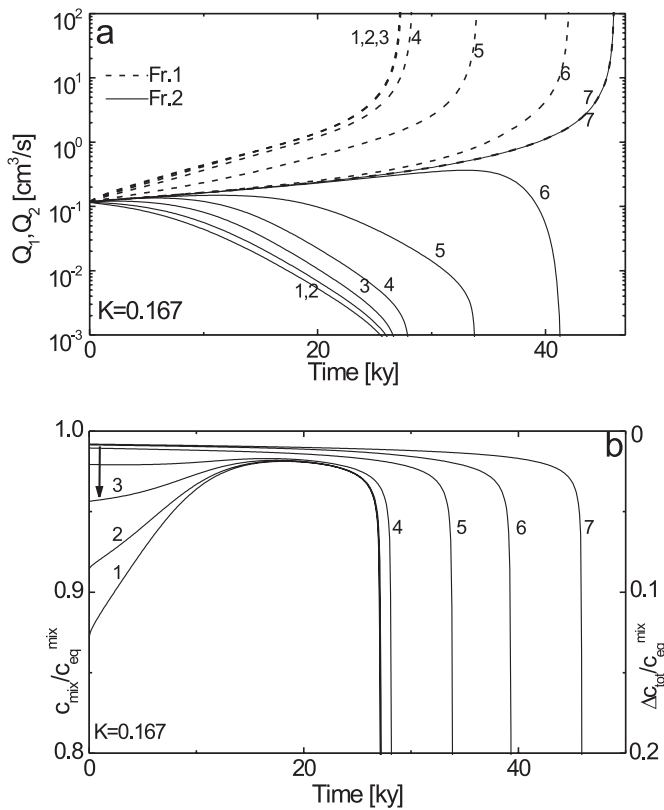 a
Fr.1
Fr.2
1,2,3
4
5
6
7
7
6
5
4
3
1,2
K=0.167
10²
10¹
10⁰
10⁻¹
10⁻²
10⁻³
Q₁,Q₂ [cm³/s]
0 20 40
Time [ky]
b
1.0
0.9
0.8
c_mix/c_eq^mix
3
2
1
4
5
6
7
K=0.167
0
0.1
0.2
Δc_tot/c_eq^mix
0 20 40
Time [ky]